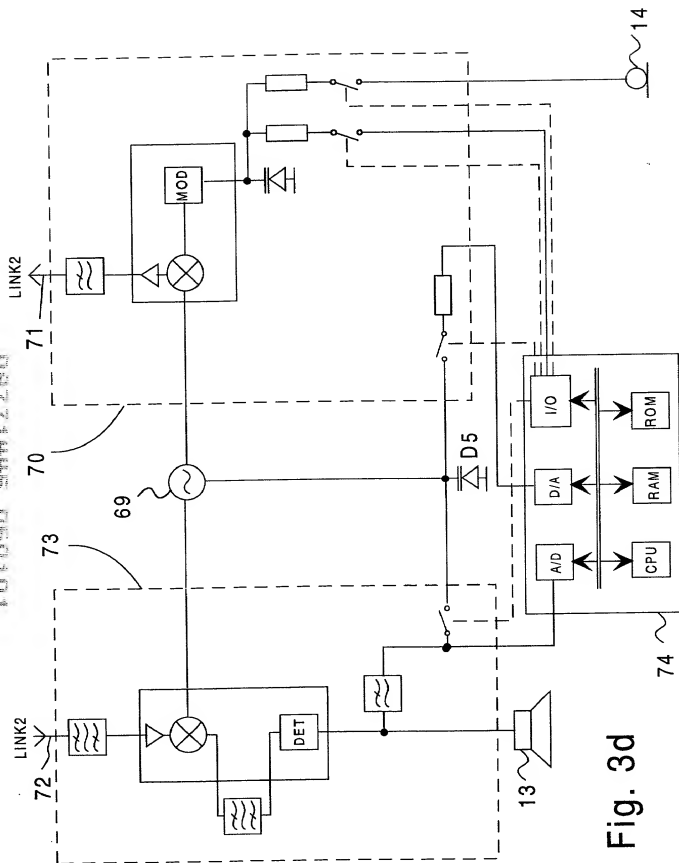 LINK2
72
73
LINK2
71
70
69
MOD
DET
D5
13
14
A/D
D/A
I/O
CPU
RAM
ROM
74
Fig. 3d